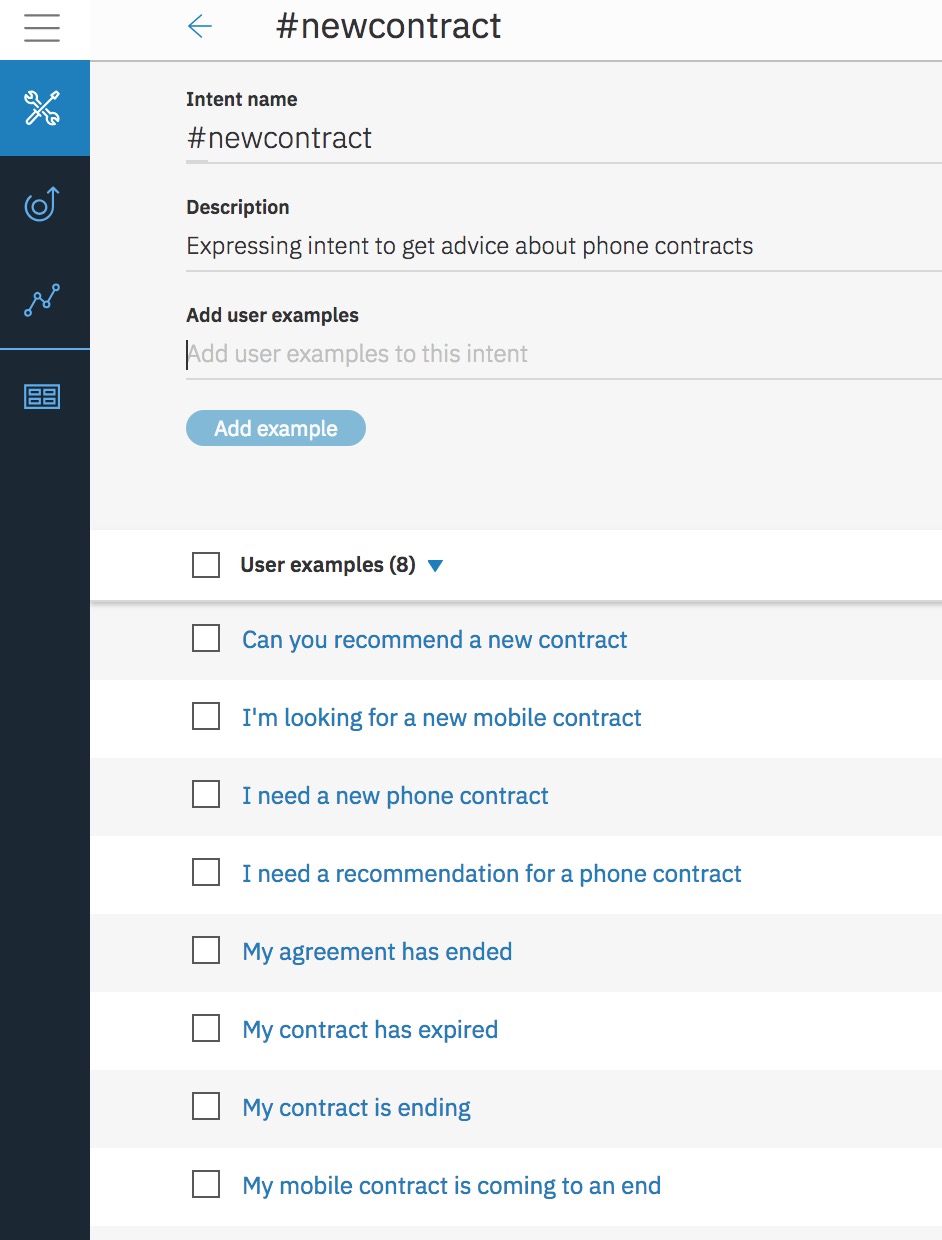 #newcontract
Intent name
#newcontract
Description
Expressing intent to get advice about phone contracts
Add user examples
Add user examples to this intent
Add example
User examples (8)
Can you recommend a new contract
I'm looking for a new mobile contract
I need a new phone contract
I need a recommendation for a phone contract
My agreement has ended
My contract has expired
My contract is ending
My mobile contract is coming to an end